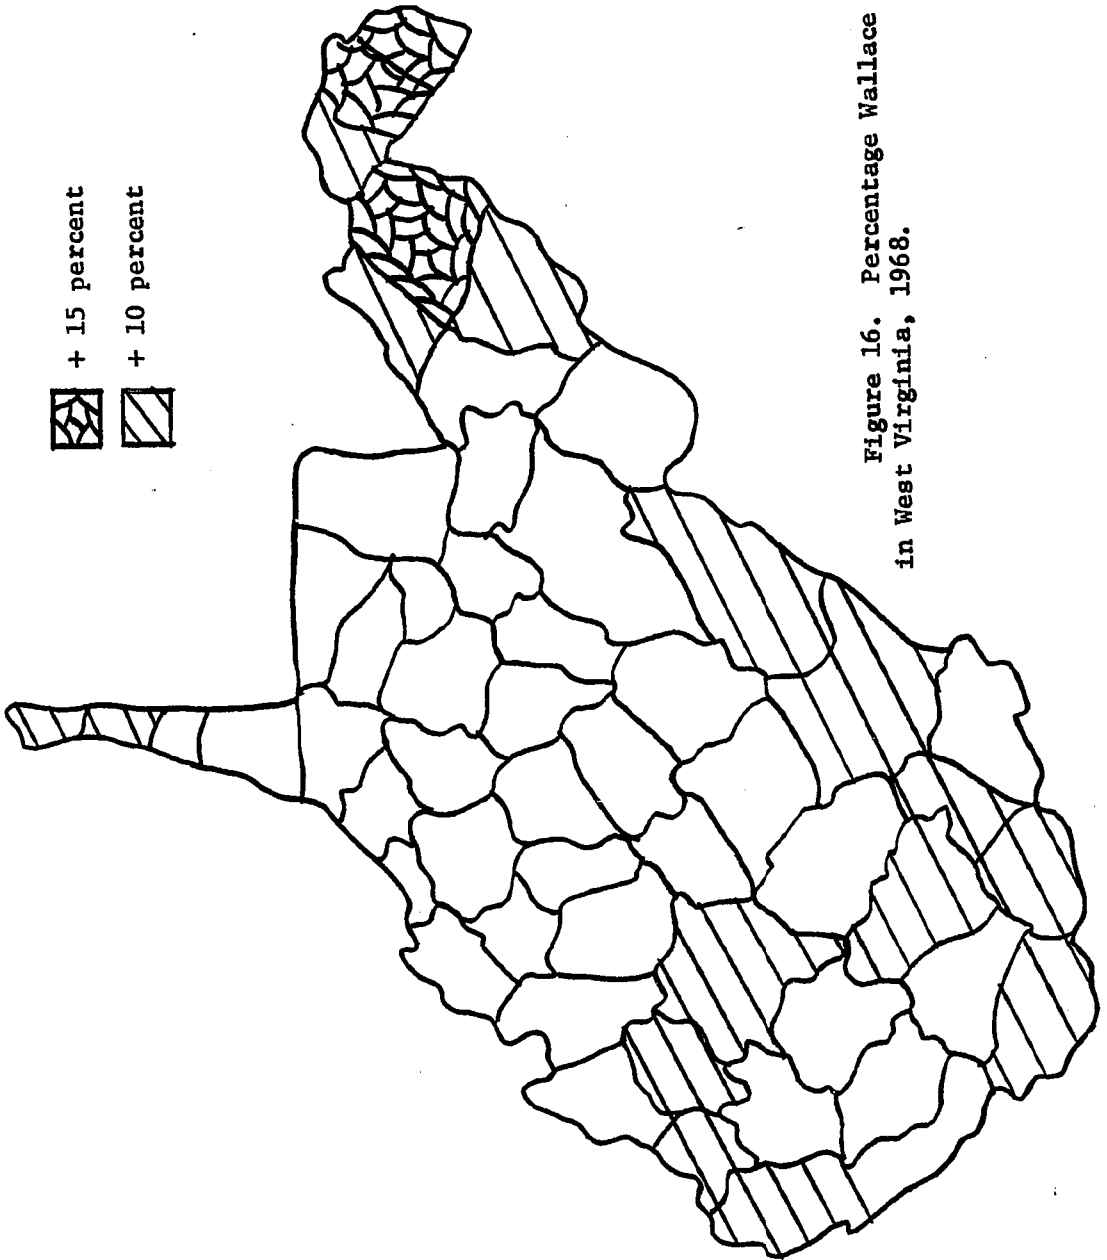 + 15 percent
+ 10 percent
Figure 16. Percentage Wallace
in West Virginia, 1968.